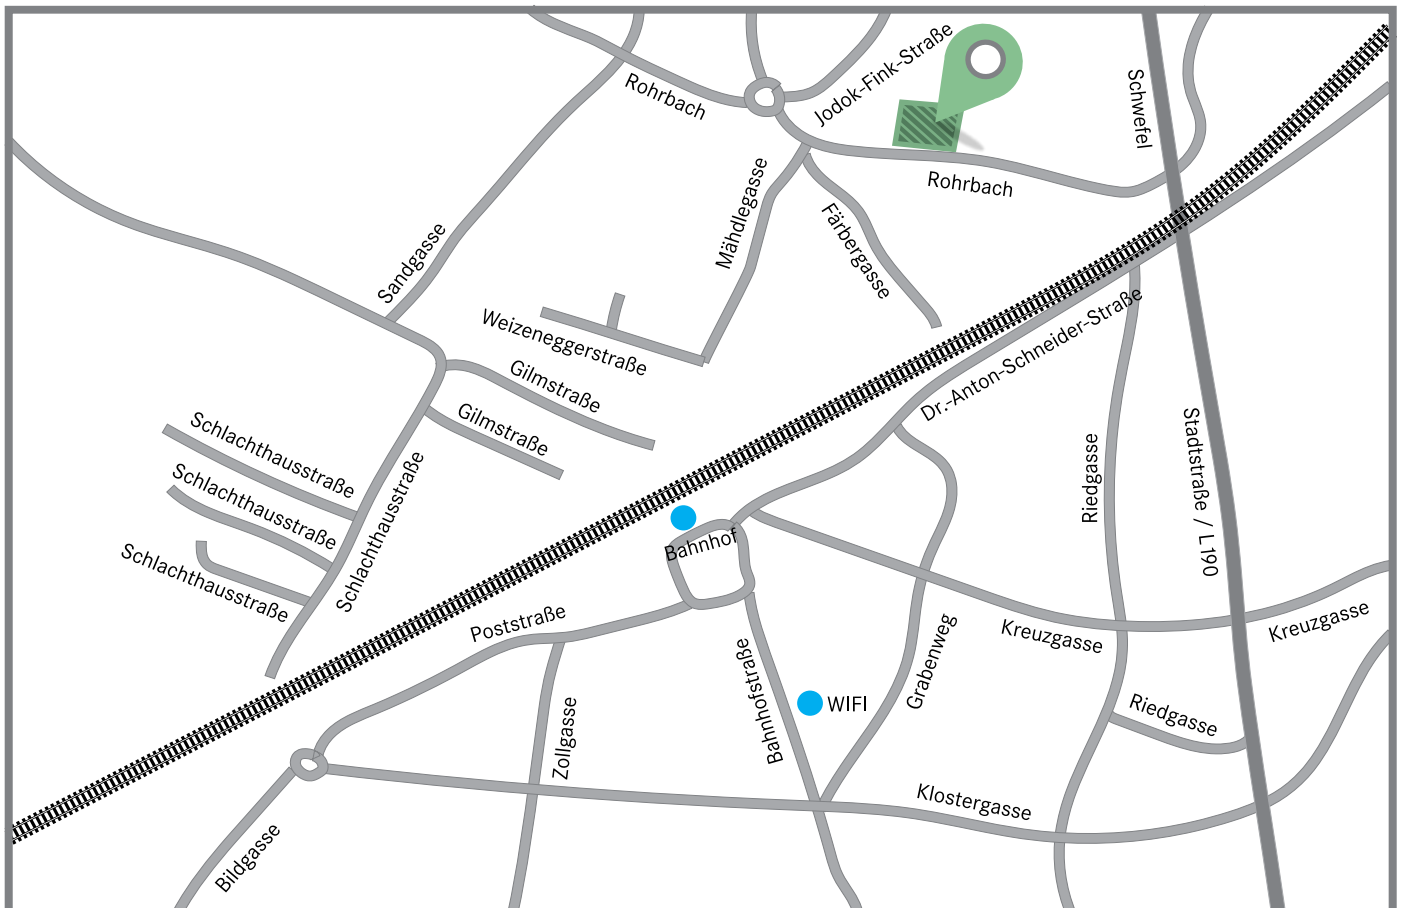 Jodok-Fink-Straße
Rohrbach
Schwefel
Rohrbach
Mähdlegasse
Färbergasse
Sandgasse
Weizeneggerstraße
Gilmstraße
Gilmstraße
Dr.-Anton-Schneider-Straße
Schlachthausstraße
Schlachthausstraße
Schlachthausstraße
Schlachthausstraße
Riedgasse
Stadtstraße / L190
Bahnhof
Poststraße
Kreuzgasse
Kreuzgasse
Grabenweg
Bahnhofstraße
WIFI
Riedgasse
Zollgasse
Klostergasse
Bildgasse